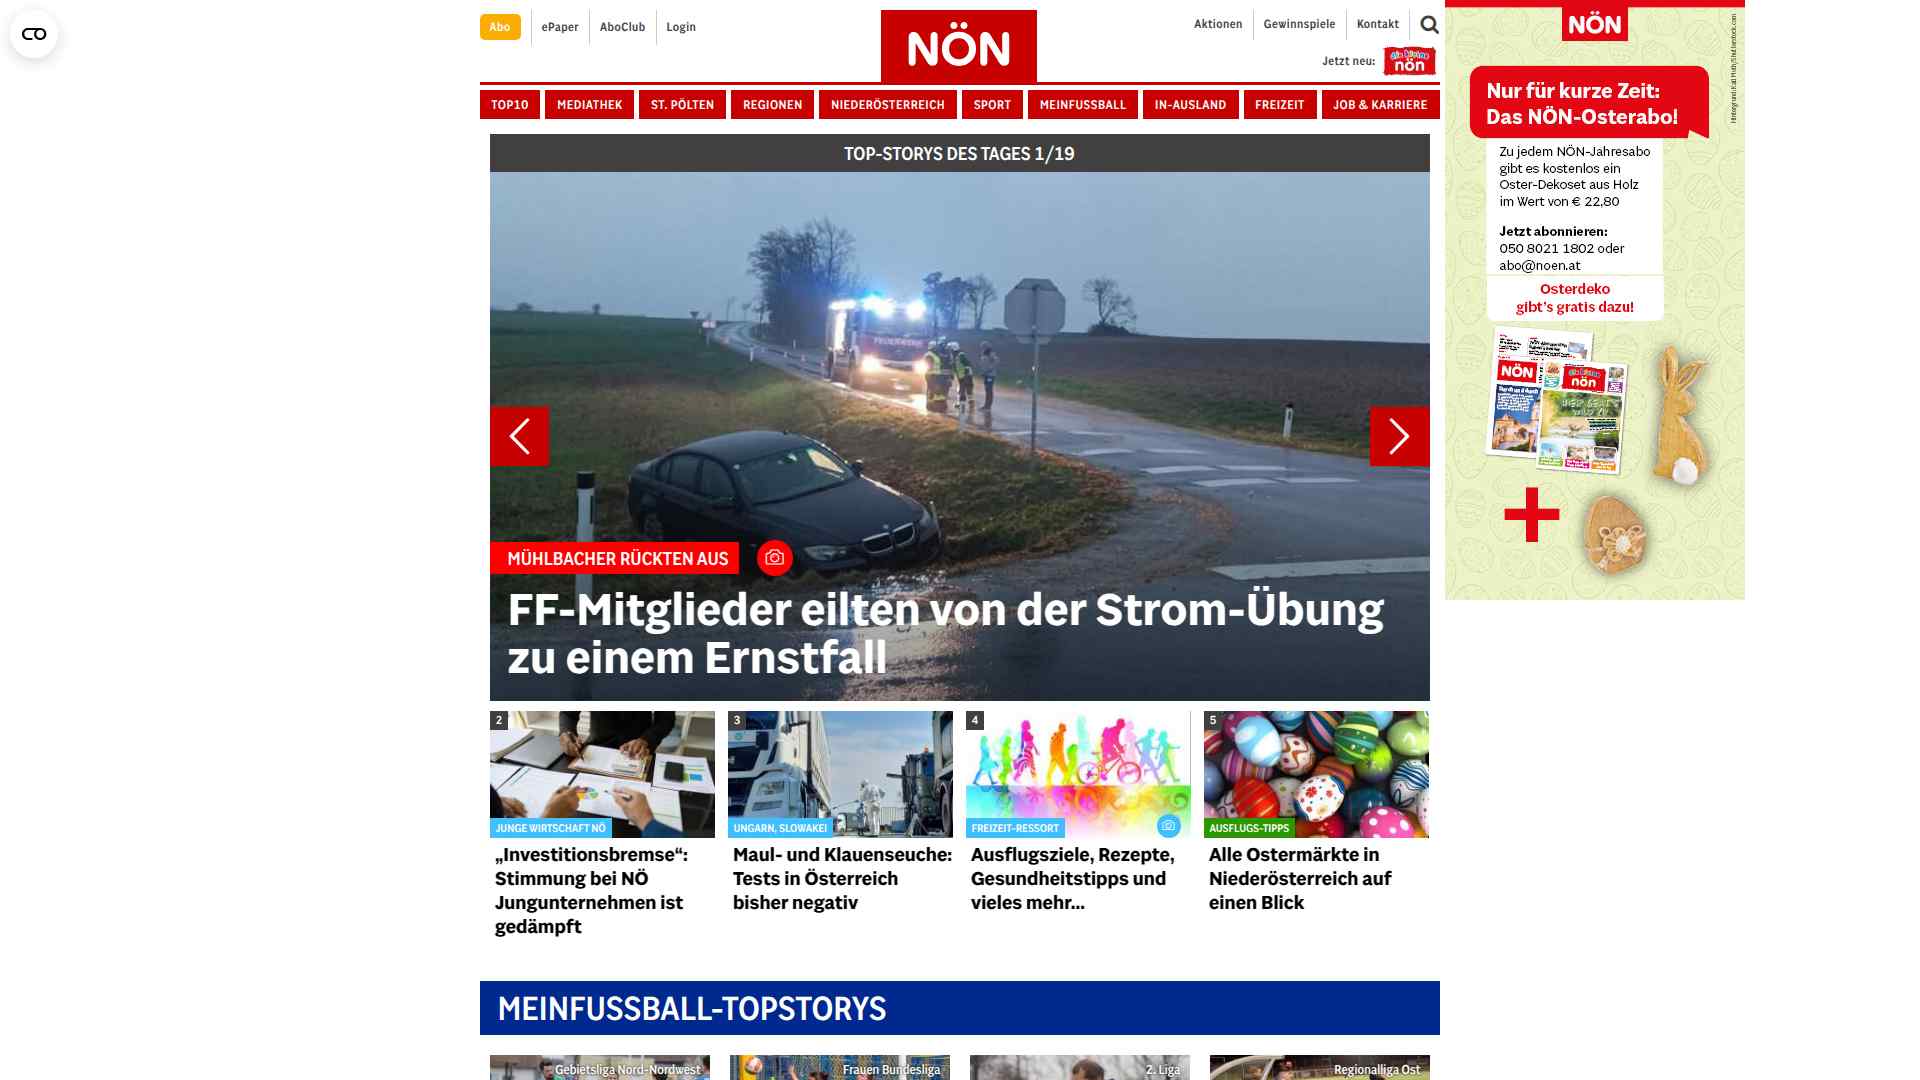 Abo
ePaper
AboClub
Login
NÖN
Aktionen
Gewinnspiele
Kontakt
Jetzt neu:
die kleine
nön
TOP10
MEDIATHEK
ST. PÖLTEN
REGIONEN
NIEDERÖSTERREICH
SPORT
MEINFUSSBALL
IN-AUSLAND
FREIZEIT
JOB & KARRIERE
TOP-STORYS DES TAGES 1/19
FEUERWEHR
MÜHLBACHER RÜCKTEN AUS
FF-Mitglieder eilten von der Strom-Übung
zu einem Ernstfall
2
JUNGE WIRTSCHAFT NÖ
„Investitionsbremse“:
Stimmung bei NÖ
Jungunternehmen ist
gedämpft
3
UNGARN, SLOWAKEI
Maul- und Klauenseuche:
Tests in Österreich
bisher negativ
4
FREIZEIT-RESSORT
Ausflugsziele, Rezepte,
Gesundheitstipps und
vieles mehr...
5
AUSFLUGS-TIPPS
Alle Ostermärkte in
Niederösterreich auf
einen Blick
MEINFUSSBALL-TOPSTORYS
Gebietsliga Nord-Nordwest
Frauen Bundesliga
2. Liga
Regionalliga Ost
NÖN
Nur für kurze Zeit:
Das NÖN-Osterabo!
Zu jedem NÖN-Jahresabo
gibt es kostenlos ein
Oster-Dekoset aus Holz
im Wert von € 22,80
Jetzt abonnieren:
050 8021 1802 oder
abo@noen.at
Osterdeko
gibt's gratis dazu!
NÖN
nön